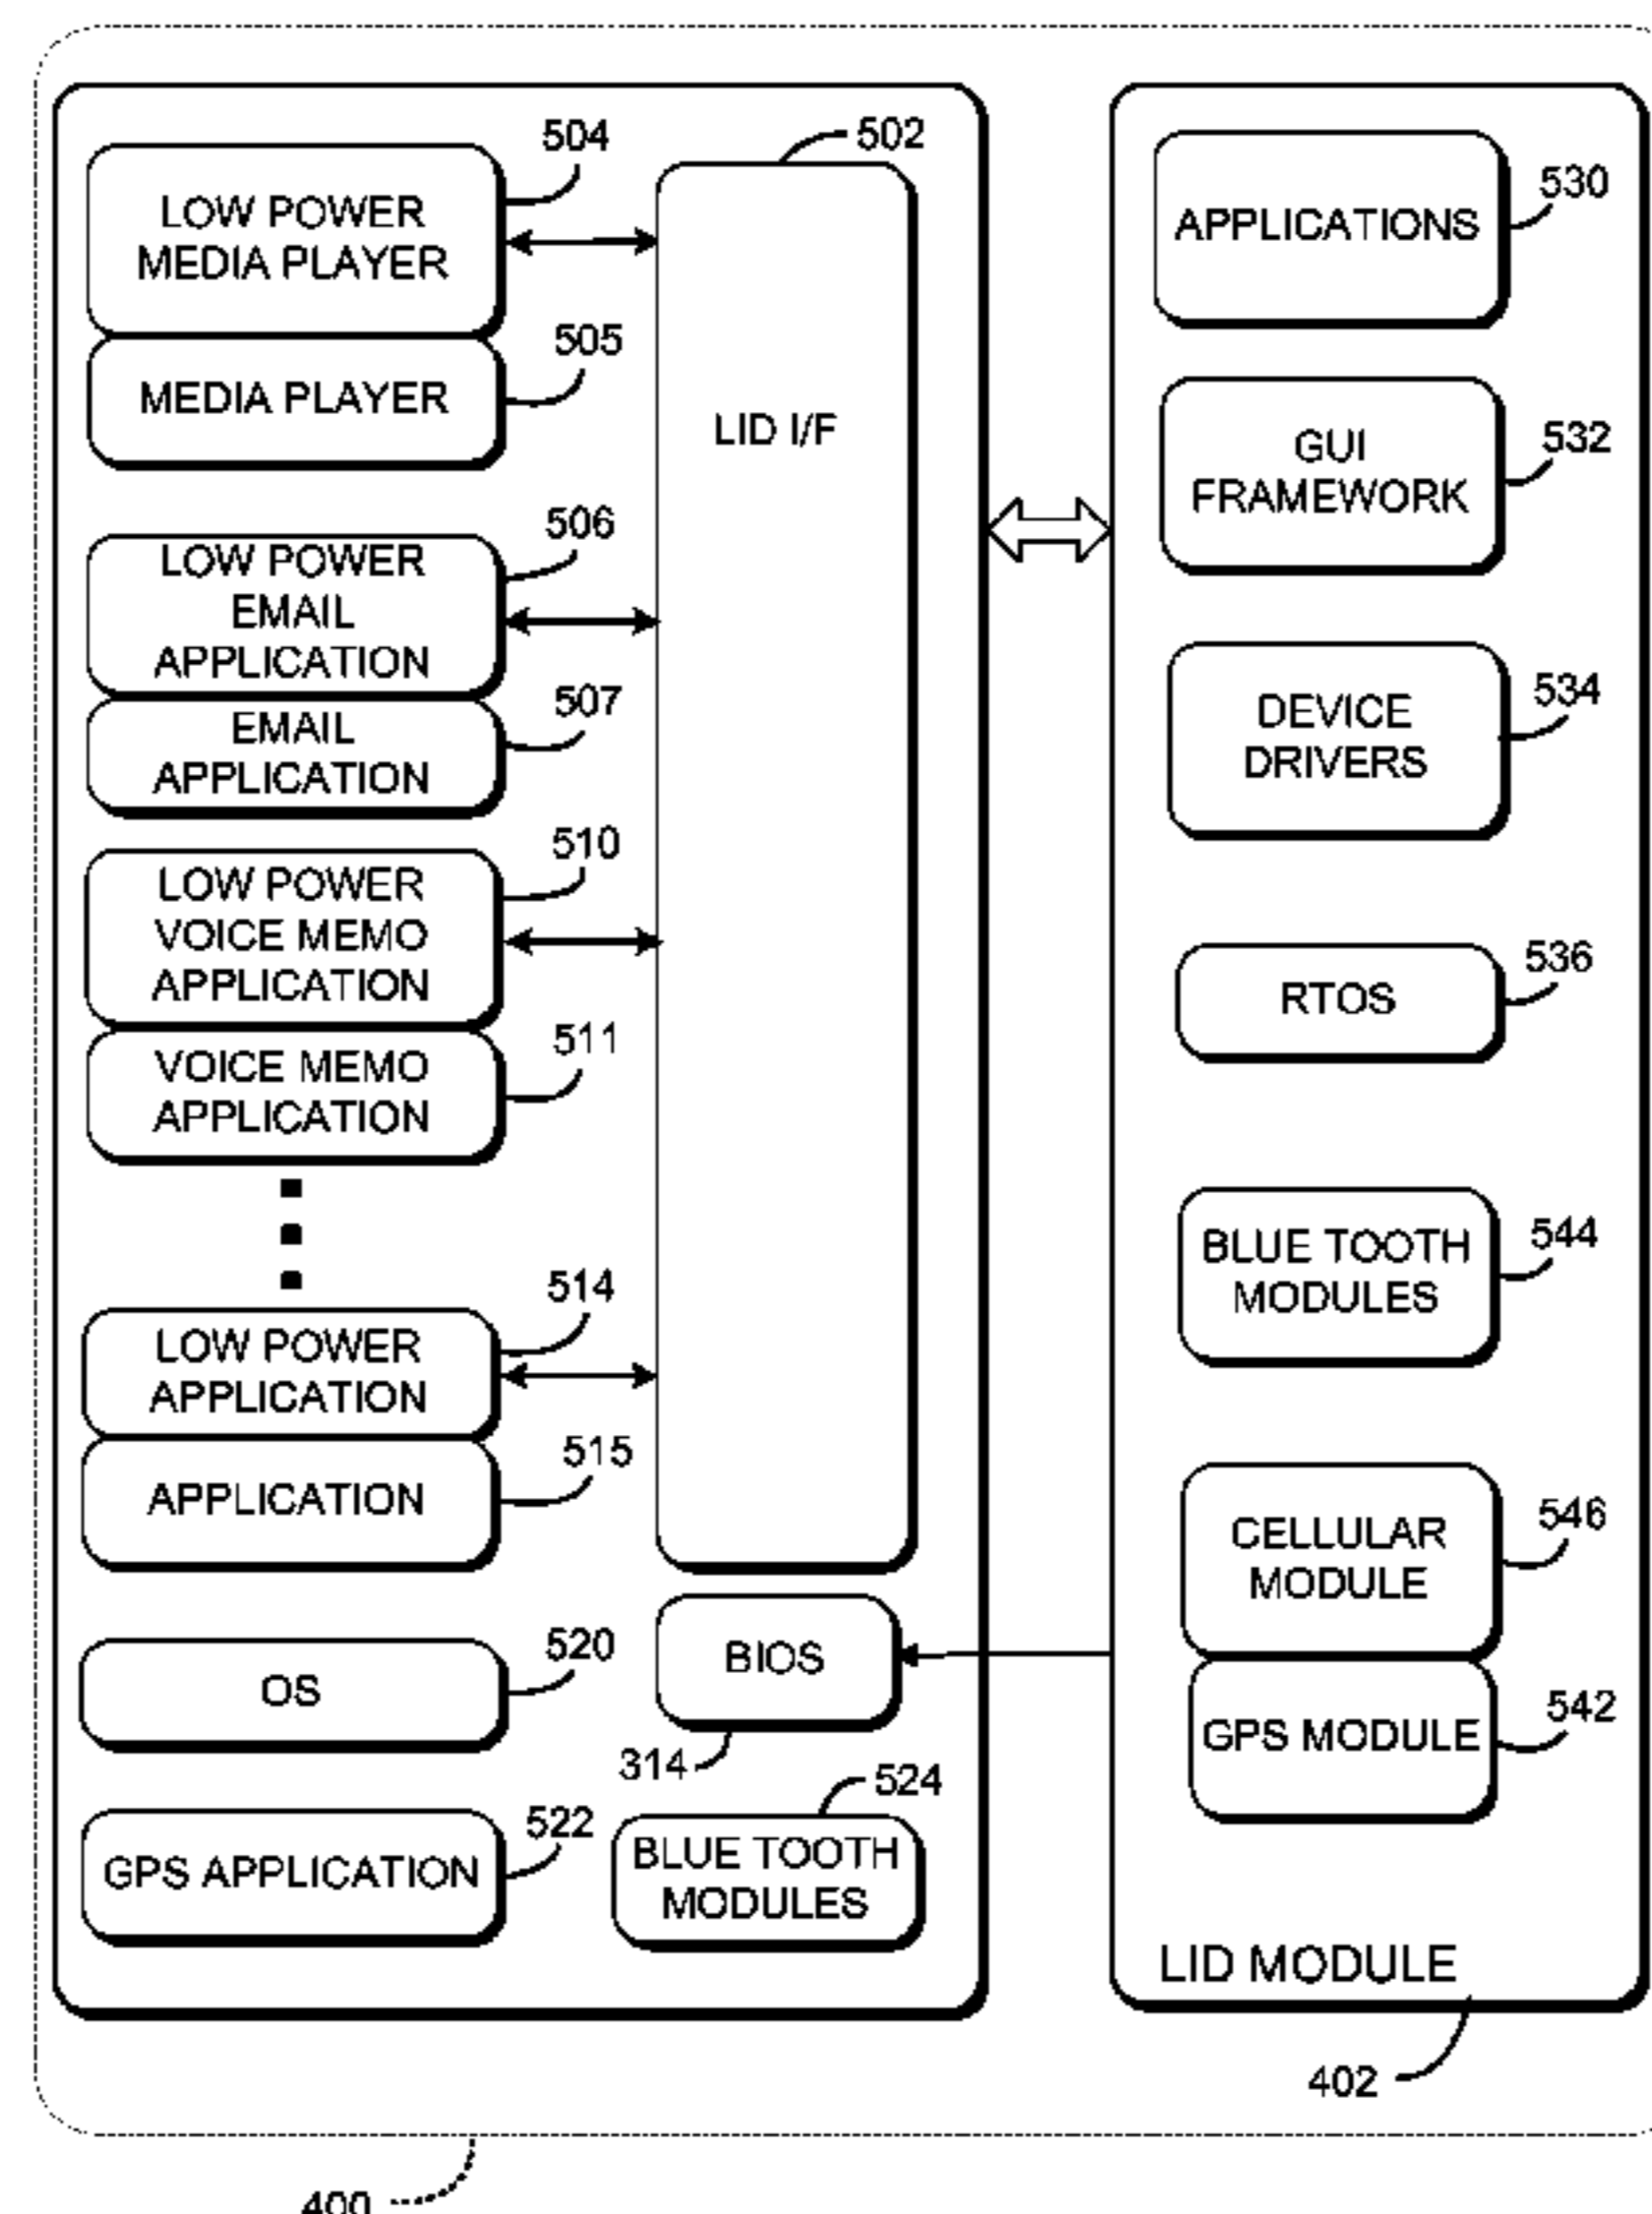 504
502
LOW POWER
MEDIA PLAYER
505
MEDIA PLAYER
LID I/F
506
LOW POWER
EMAIL
APPLICATION
507
EMAIL
APPLICATION
510
LOW POWER
VOICE MEMO
APPLICATION
511
VOICE MEMO
APPLICATION
514
LOW POWER
APPLICATION
515
APPLICATION
520
OS
BIOS
314
522
GPS APPLICATION
524
BLUE TOOTH
MODULES
530
APPLICATIONS
532
GUI
FRAMEWORK
534
DEVICE
DRIVERS
536
RTOS
544
BLUE TOOTH
MODULES
546
CELLULAR
MODULE
542
GPS MODULE
LID MODULE
402
400